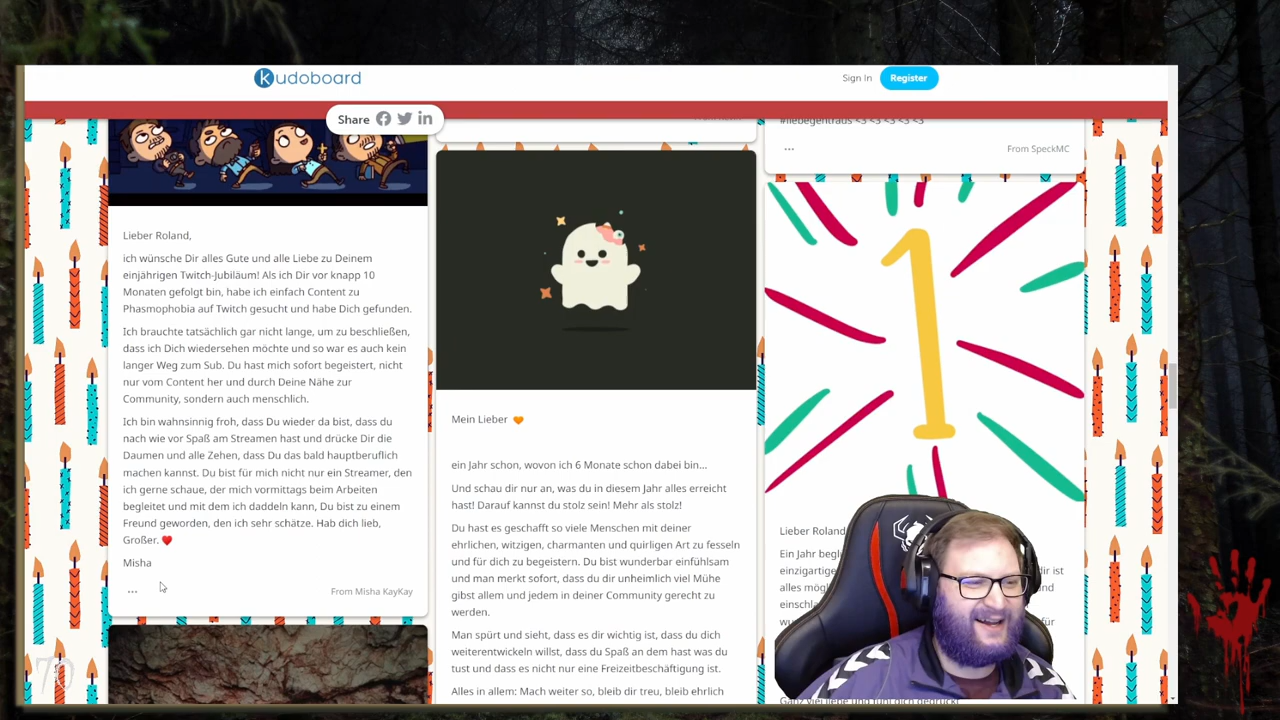 kudoboard
Sign In
Register
Share
Lieber Roland,
ich wünsche Dir alles Gute und alle Liebe zu Deinem
einjährigen Twitch-Jubiläum! Als ich Dir vor knapp 10
Monaten gefolgt bin, habe ich einfach Content zu
Phasmophobia auf Twitch gesucht und habe Dich gefunden.
Ich brauchte tatsächlich gar nicht lange, um zu beschließen,
dass ich Dich wiedersehen möchte und so war es auch kein
langer Weg zum Sub. Du hast mich sofort begeistert, nicht
nur vom Content her und durch Deine Nähe zur
Community, sondern auch menschlich.
Ich bin wahnsinnig froh, dass Du wieder da bist, dass du
nach wie vor Spaß am Streamen hast und drücke Dir die
Daumen und alle Zehen, dass Du das bald hauptberuflich
machen kannst. Du bist für mich nicht nur ein Streamer, den
ich gerne schaue, der mich vormittags beim Arbeiten
begleitet und mit dem ich daddeln kann, Du bist zu einem
Freund geworden, den ich sehr schätze. Hab dich lieb,
Großer. ❤️
Misha
...
From Misha KayKay
Mein Lieber 🧡
ein Jahr schon, wovon ich 6 Monate schon dabei bin...
Und schau dir nur an, was du in diesem Jahr alles erreicht
hast! Darauf kannst du stolz sein! Mehr als stolz!
Du hast es geschafft so viele Menschen mit deiner
ehrlichen, witzigen, charmanten und quirligen Art zu fesseln
und für dich zu begeistern. Du bist wunderbar einfühlsam
und man merkt sofort, dass du dir unheimlich viel Mühe
gibst allem und jedem in deiner Community gerecht zu
werden.
Man spürt und sieht, dass es dir wichtig ist, dass du dich
weiterentwickeln willst, dass du Spaß an dem hast was du
tust und dass es nicht nur eine Freizeitbeschäftigung ist.
Alles in allem: Mach weiter so, bleib dir treu, bleib ehrlich
#liebegehtraus <3 <3 <3 <3 <3
...
From SpeckMC
1
Lieber Roland
Ein Jahr
einzigartige dir ist
alles und
für
Ganz viel liebe und fühl dich gedrückt